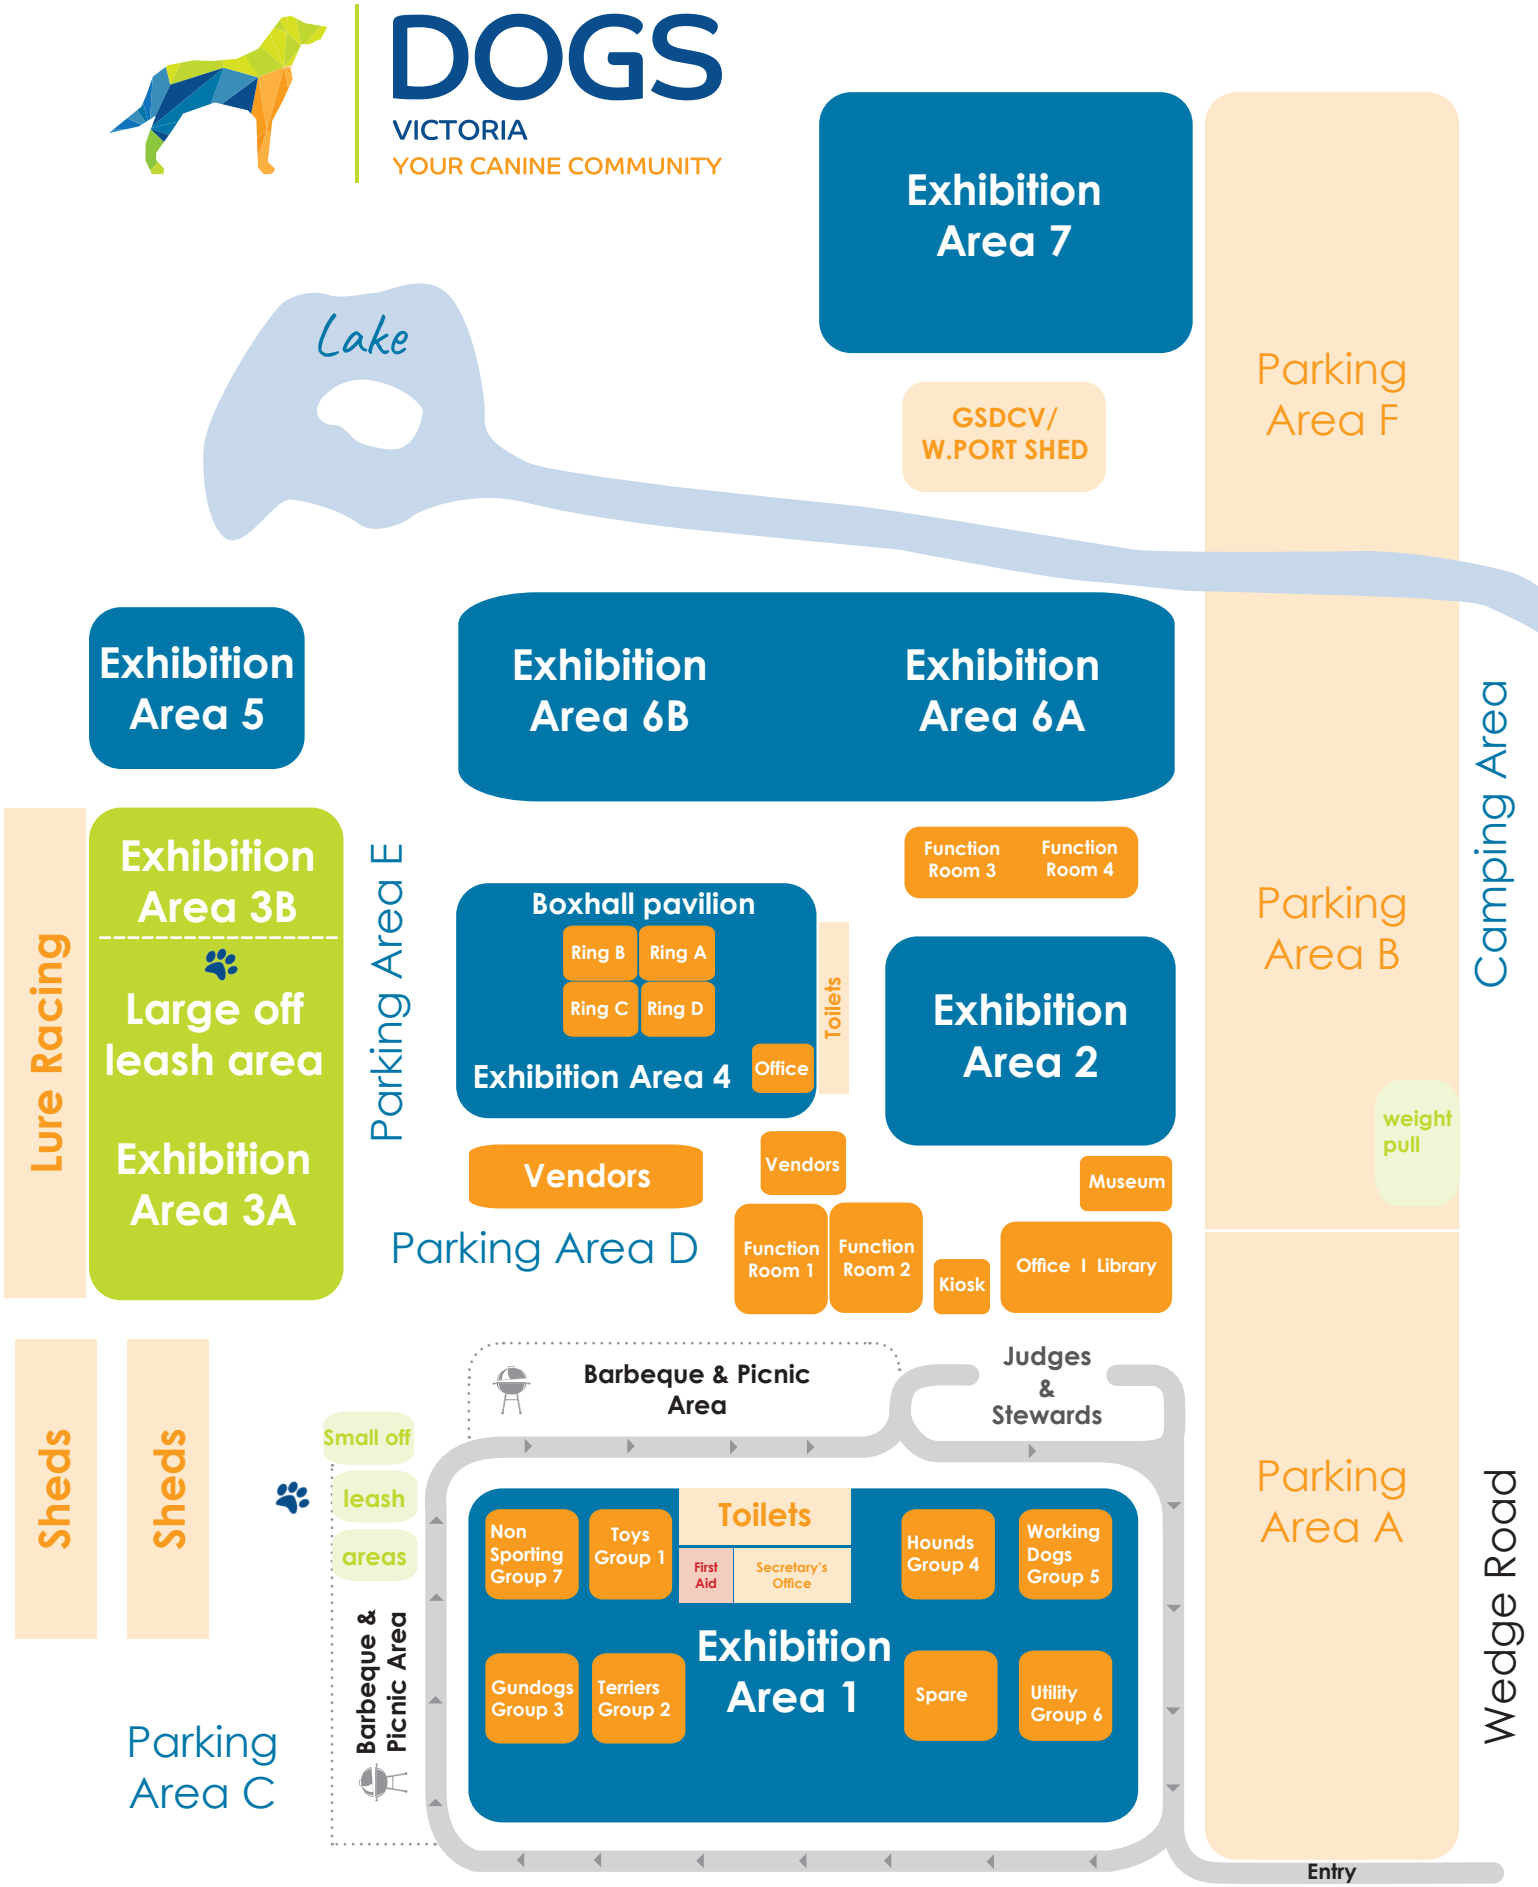 DOGS
VICTORIA
YOUR CANINE COMMUNITY
Exhibition
Area 7
Parking
Area F
Lake
GSDCV/
W.PORT SHED
Exhibition
Area 5
Exhibition
Area 6B
Exhibition
Area 6A
Camping Area
Exhibition
Area 3B
Large off
leash area
Exhibition
Area 3A
Lure Racing
Parking Area E
Function
Room 3
Function
Room 4
Parking
Area B
Boxhall pavilion
Ring B
Ring A
Ring C
Ring D
Exhibition Area 4
Office
Toilets
Exhibition
Area 2
weight
pull
Vendors
Vendors
Museum
Parking Area D
Function
Room 1
Function
Room 2
Kiosk
Office I Library
Sheds
Sheds
Barbeque & Picnic
Area
Judges
&
Stewards
Small off
leash
areas
Parking
Area A
Wedge Road
Non
Sporting
Group 7
Toys
Group 1
Toilets
First
Aid
Secretary's
Office
Hounds
Group 4
Working
Dogs
Group 5
Exhibition
Area 1
Gundogs
Group 3
Terriers
Group 2
Spare
Utility
Group 6
Barbeque &
Picnic Area
Parking
Area C
Entry